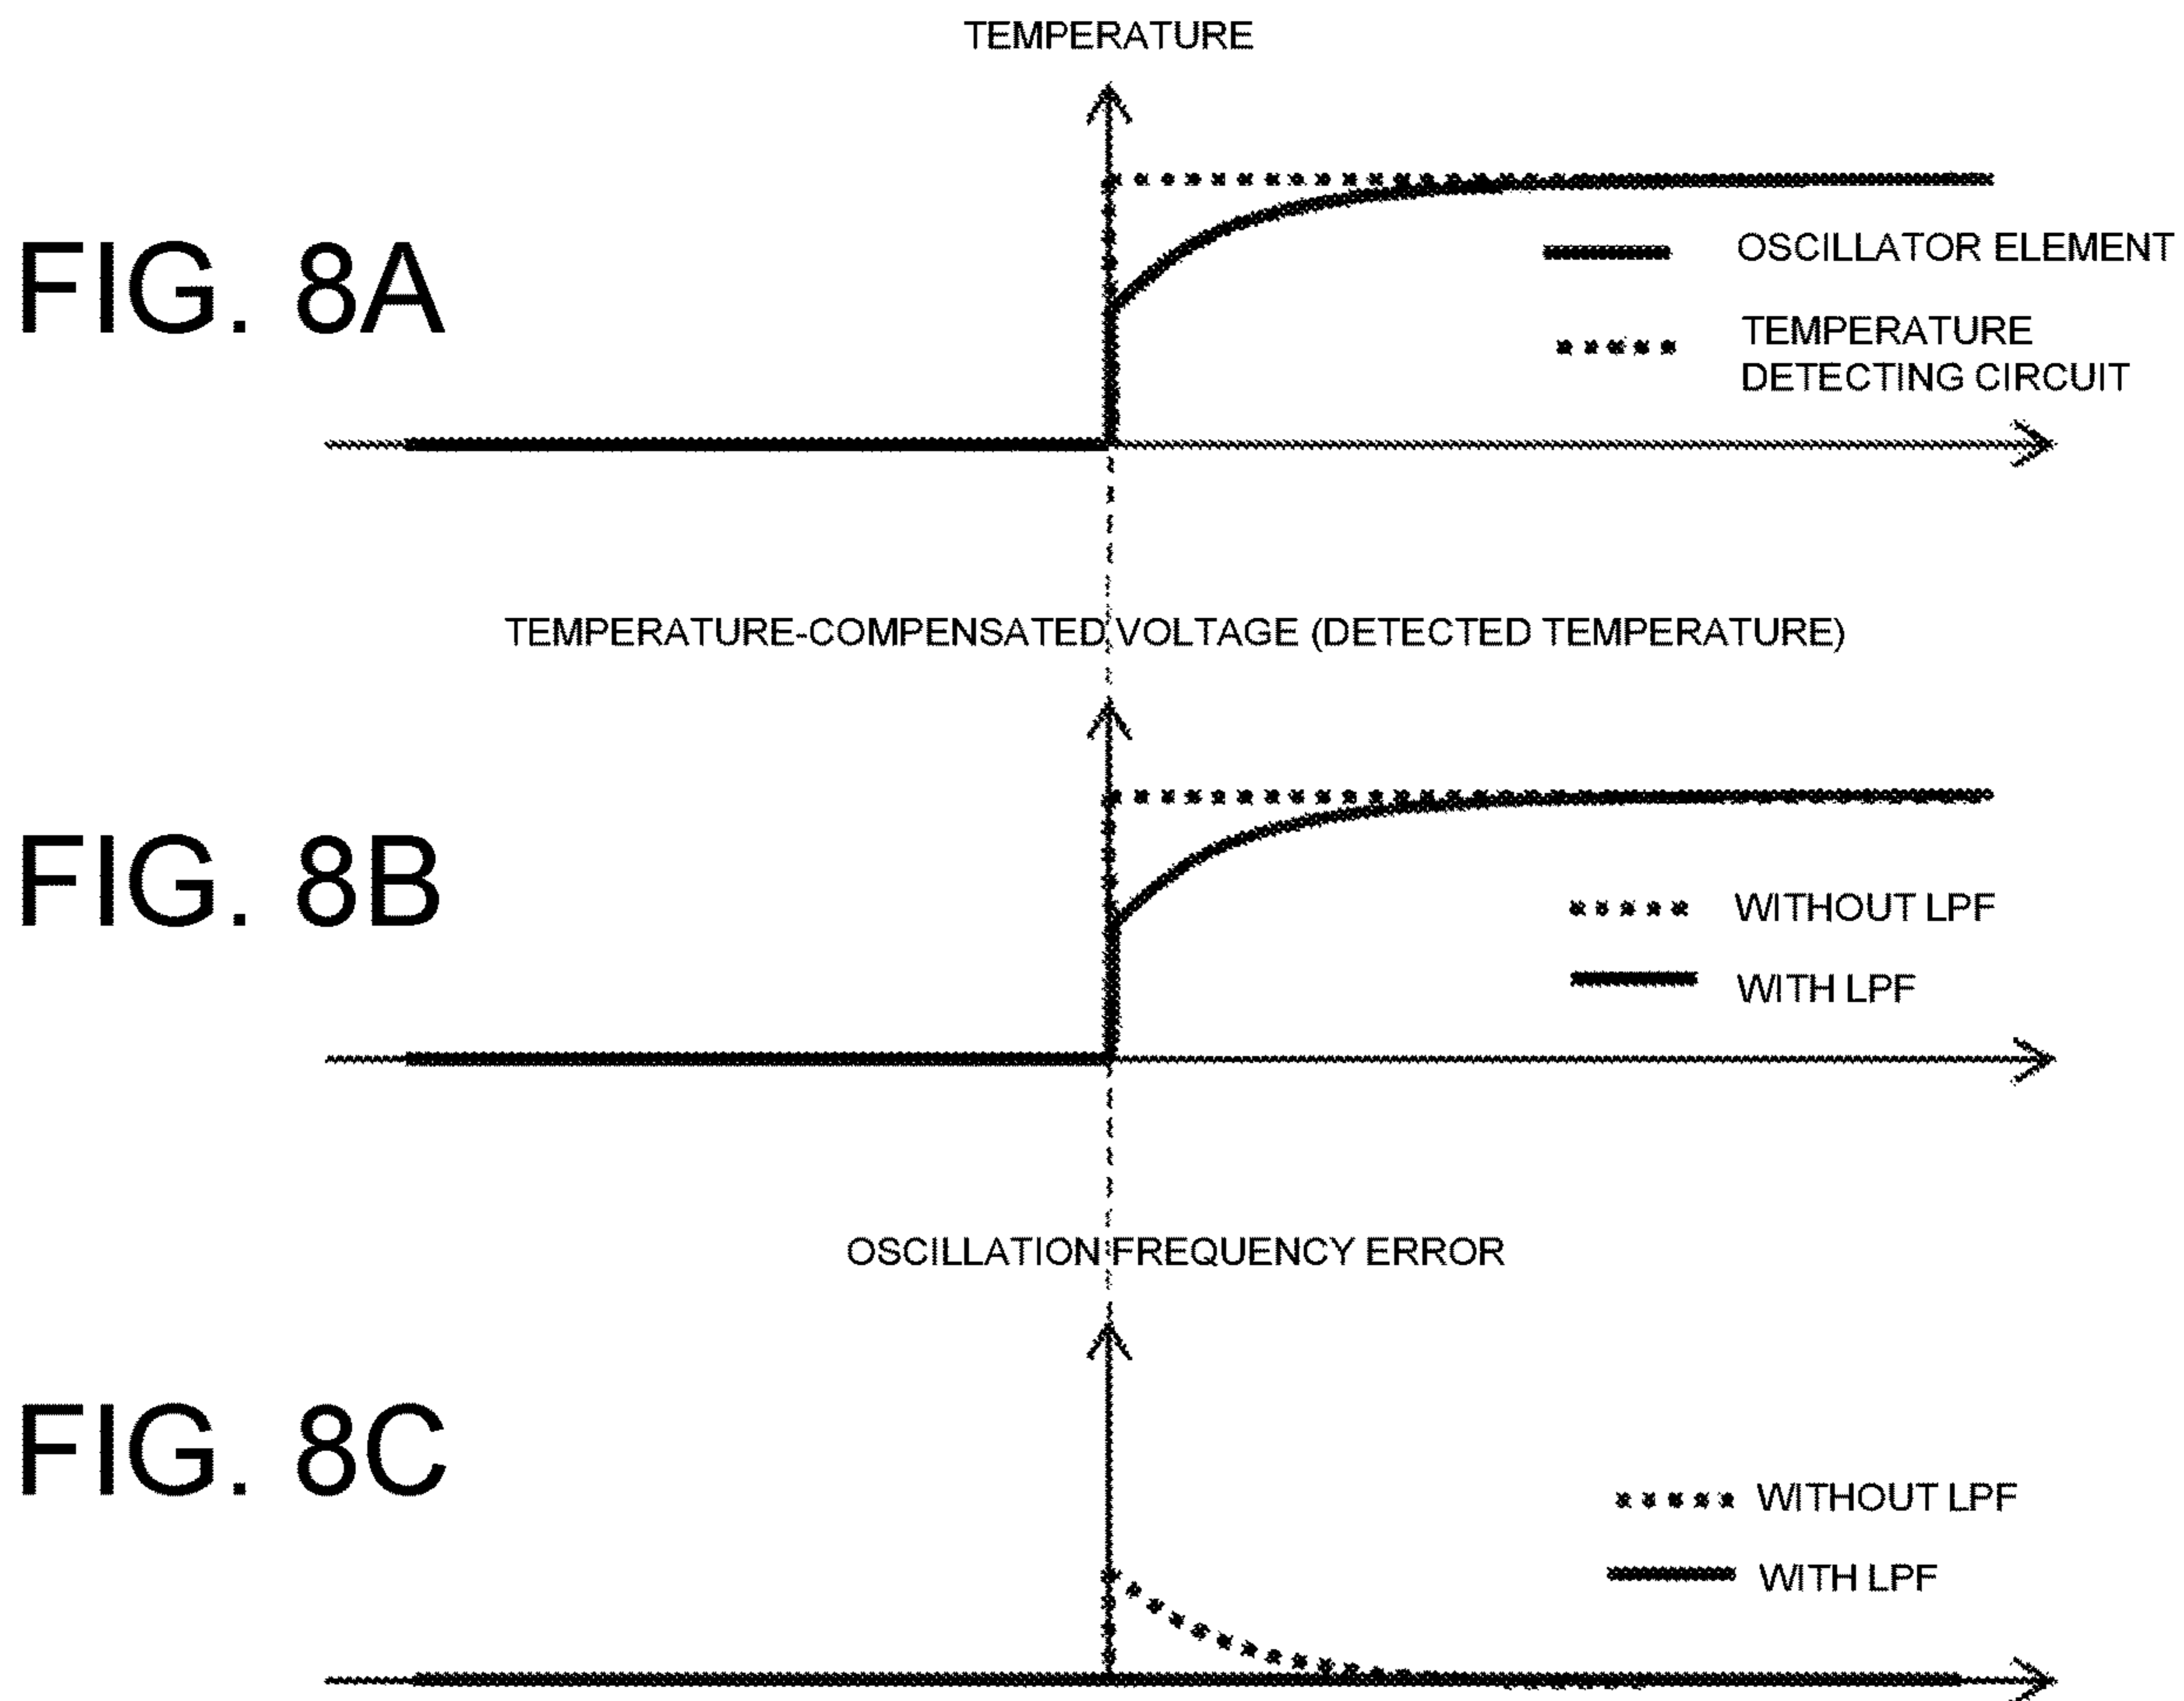 TEMPERATURE
FIG. 8A
OSCILLATOR ELEMENT
TEMPERATURE
DETECTING CIRCUIT
TEMPERATURE-COMPENSATED VOLTAGE (DETECTED TEMPERATURE)
FIG. 8B
WITHOUT LPF
WITH LPF
OSCILLATION FREQUENCY ERROR
FIG. 8C
WITHOUT LPF
WITH LPF